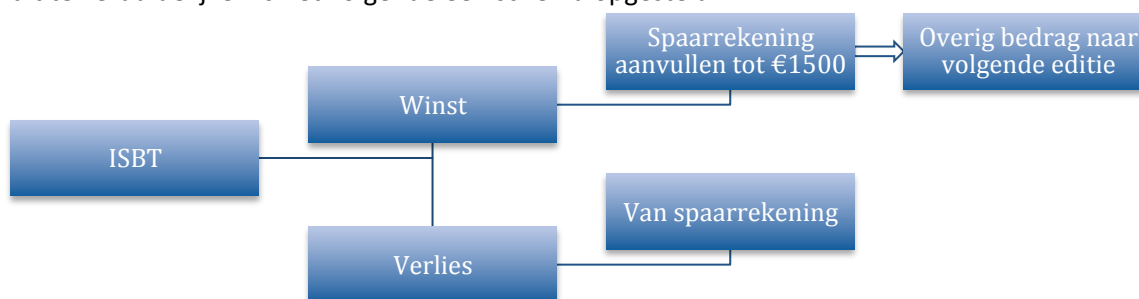 Spaarrekening
aanvullen tot €1500
Overig bedrag naar
volgende editie
Winst
ISBT
Van spaarrekening
Verlies